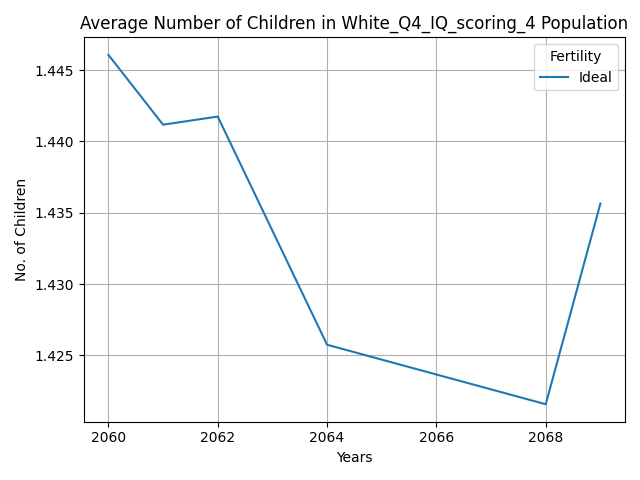 Average Number of Children in White_Q4_IQ_scoring_4 Population
Fertility
Ideal
No. of Children
1.445
1.440
1.435
1.430
1.425
2060
2062
2064
2066
2068
Years